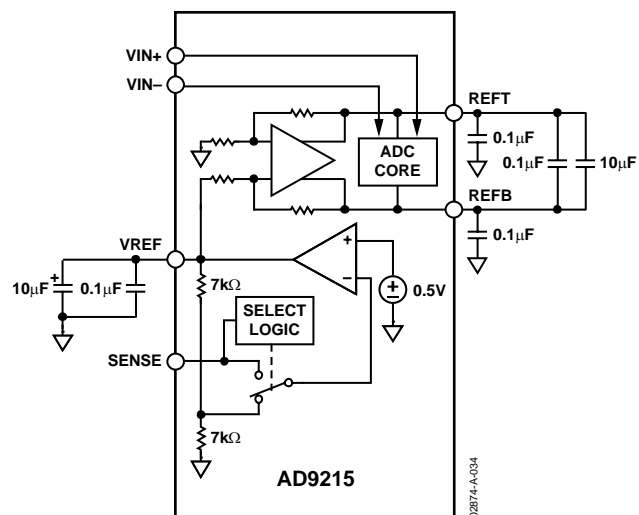 VIN+
VIN–
REFT
0.1μF
ADC
CORE
0.1μF
10μF
REFB
0.1μF
VREF
10μF
+
0.1μF
7kΩ
+
–
+
–
0.5V
SELECT
LOGIC
SENSE
7kΩ
AD9215
02874-A-034